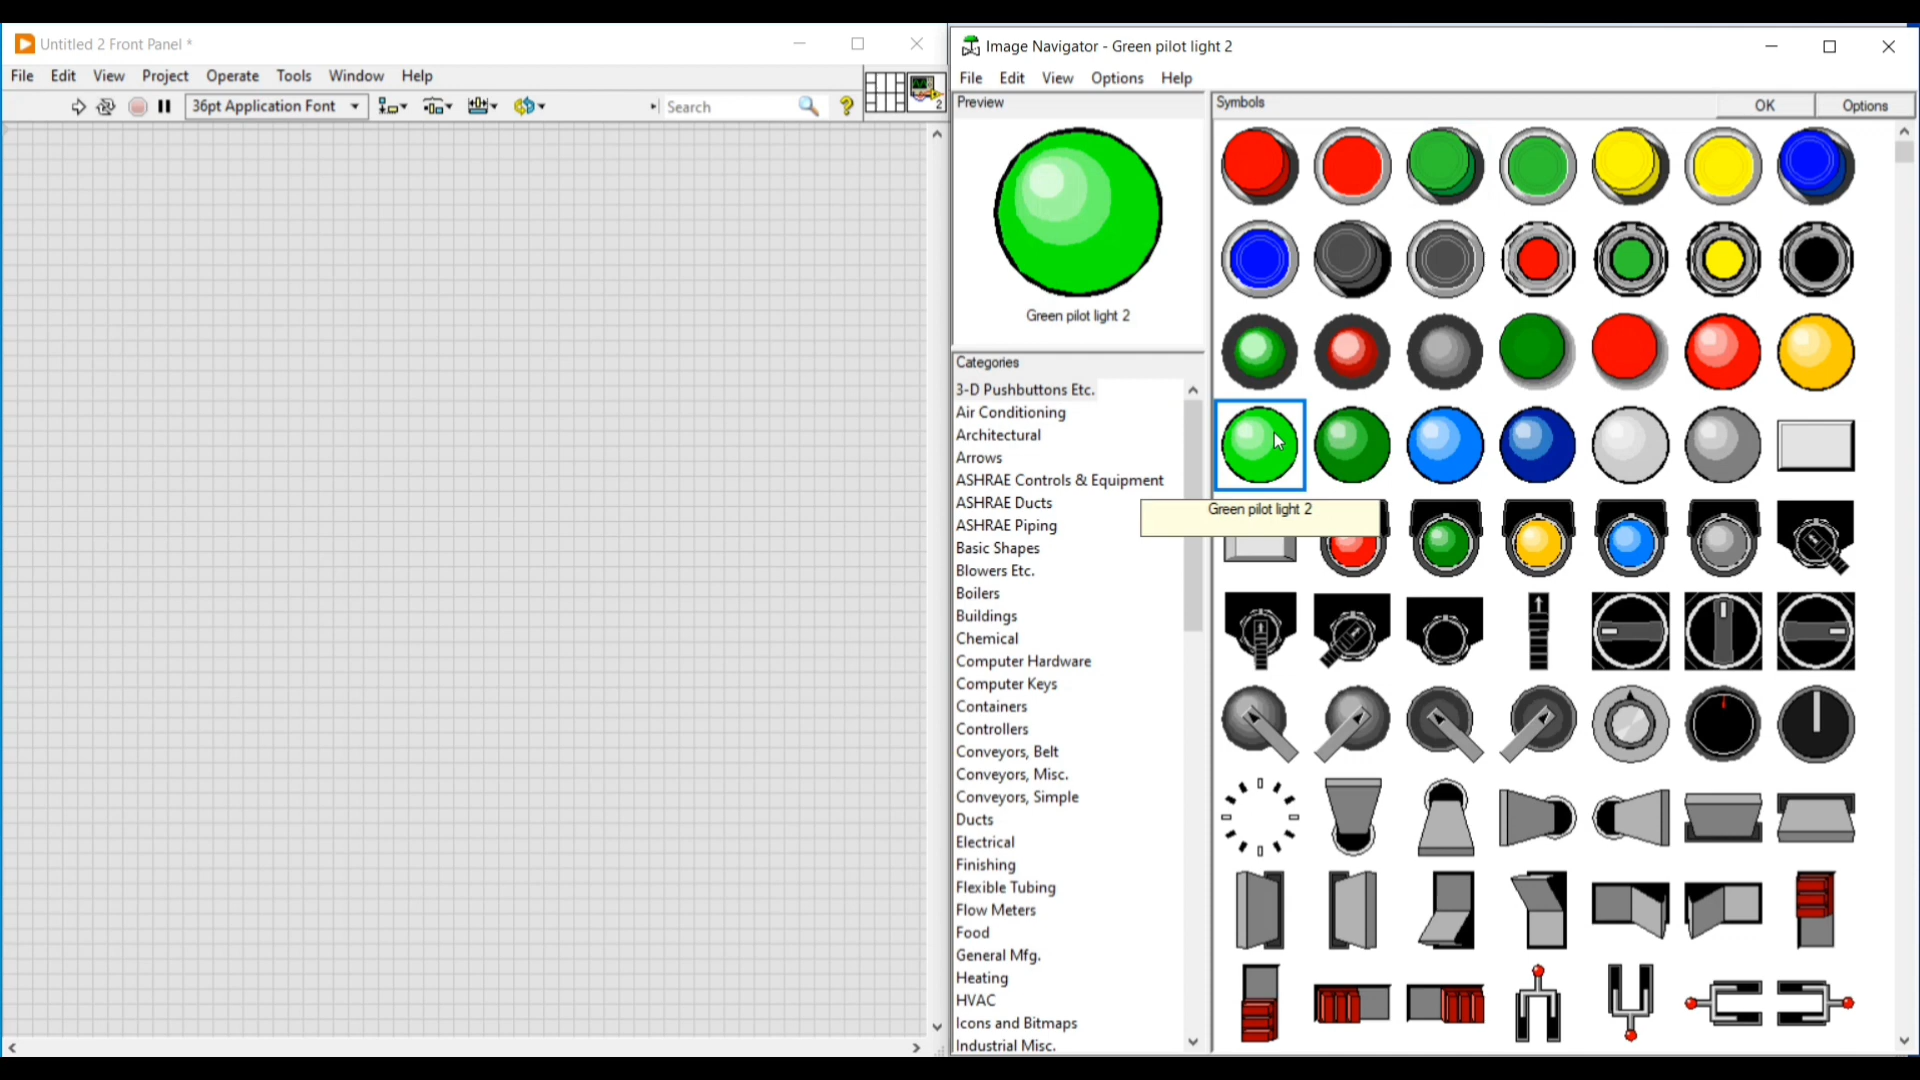 Untitled 2 Front Panel *
File Edit View Project Operate Tools Window Help
36pt Application Font
Search
2
Image Navigator - Green pilot light 2
File Edit View Options Help
Preview
Green pilot light 2
Categories
3-D Pushbuttons Etc.
Air Conditioning
Architectural
Arrows
ASHRAE Controls & Equipment
ASHRAE Ducts
ASHRAE Piping
Basic Shapes
Blowers Etc.
Boilers
Buildings
Chemical
Computer Hardware
Computer Keys
Containers
Controllers
Conveyors, Belt
Conveyors, Misc.
Conveyors, Simple
Ducts
Electrical
Finishing
Flexible Tubing
Flow Meters
Food
General Mfg.
Heating
HVAC
Icons and Bitmaps
Industrial Misc.
Symbols
OK
Options
Green pilot light 2